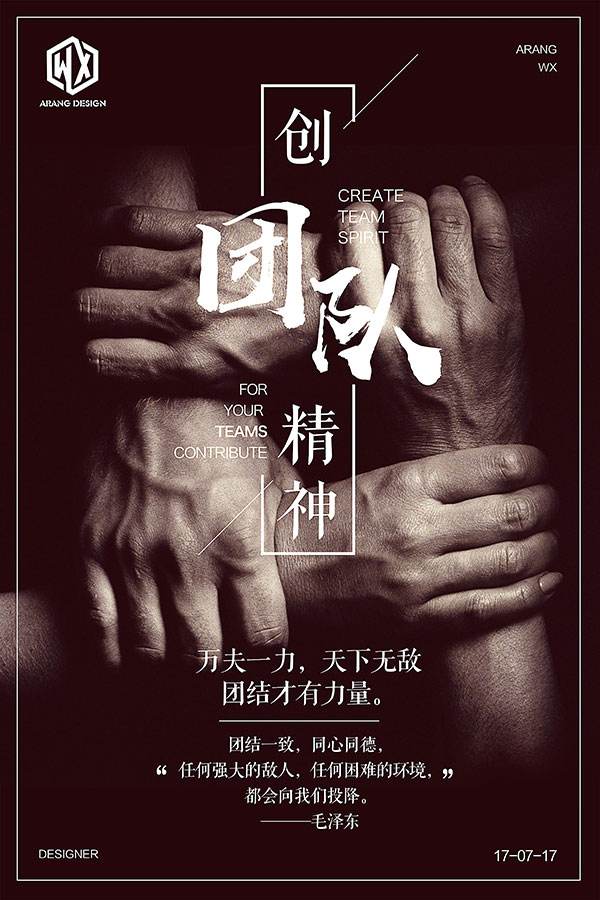 WX
ARANG DESIGN
ARANG
WX
创
团队
CREATE
TEAM
SPIRIT
FOR
YOUR
TEAMS
CONTRIBUTE
精
神
万夫一力，天下无敌
团结才有力量。
团结一致，同心同德，
“ 任何强大的敌人，任何困难的环境，”
都会向我们投降。
———毛泽东
DESIGNER
17-07-17